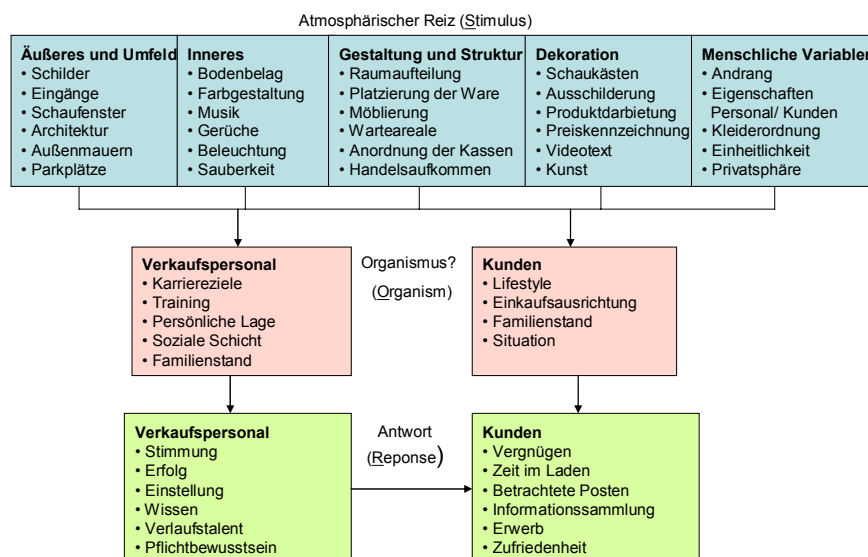 Atmosphärischer Reiz (Stimulus)
Äußeres und Umfeld
• Schilder
• Eingänge
• Schaufenster
• Architektur
• Außenmauern
• Parkplätze
Inneres
• Bodenbelag
• Farbgestaltung
• Musik
• Gerüche
• Beleuchtung
• Sauberkeit
Gestaltung und Struktur
• Raumaufteilung
• Platzierung der Ware
• Möblierung
• Warteareale
• Anordnung der Kassen
• Handelsaufkommen
Dekoration
• Schaukästen
• Ausschilderung
• Produktdarbietung
• Preiskennzeichnung
• Videotext
• Kunst
Menschliche Variablen
• Andrang
• Eigenschaften
Personal/ Kunden
• Kleiderordnung
• Einheitlichkeit
• Privatsphäre
Verkaufspersonal
• Karriereziele
• Training
• Persönliche Lage
• Soziale Schicht
• Familienstand
Organismus?
(Organism)
Kunden
• Lifestyle
• Einkaufsausrichtung
• Familienstand
• Situation
Verkaufspersonal
• Stimmung
• Erfolg
• Einstellung
• Wissen
• Verlaufstalent
• Pflichtbewusstsein
Antwort
(Reponse)
Kunden
• Vergnügen
• Zeit im Laden
• Betrachtete Posten
• Informationssammlung
• Erwerb
• Zufriedenheit